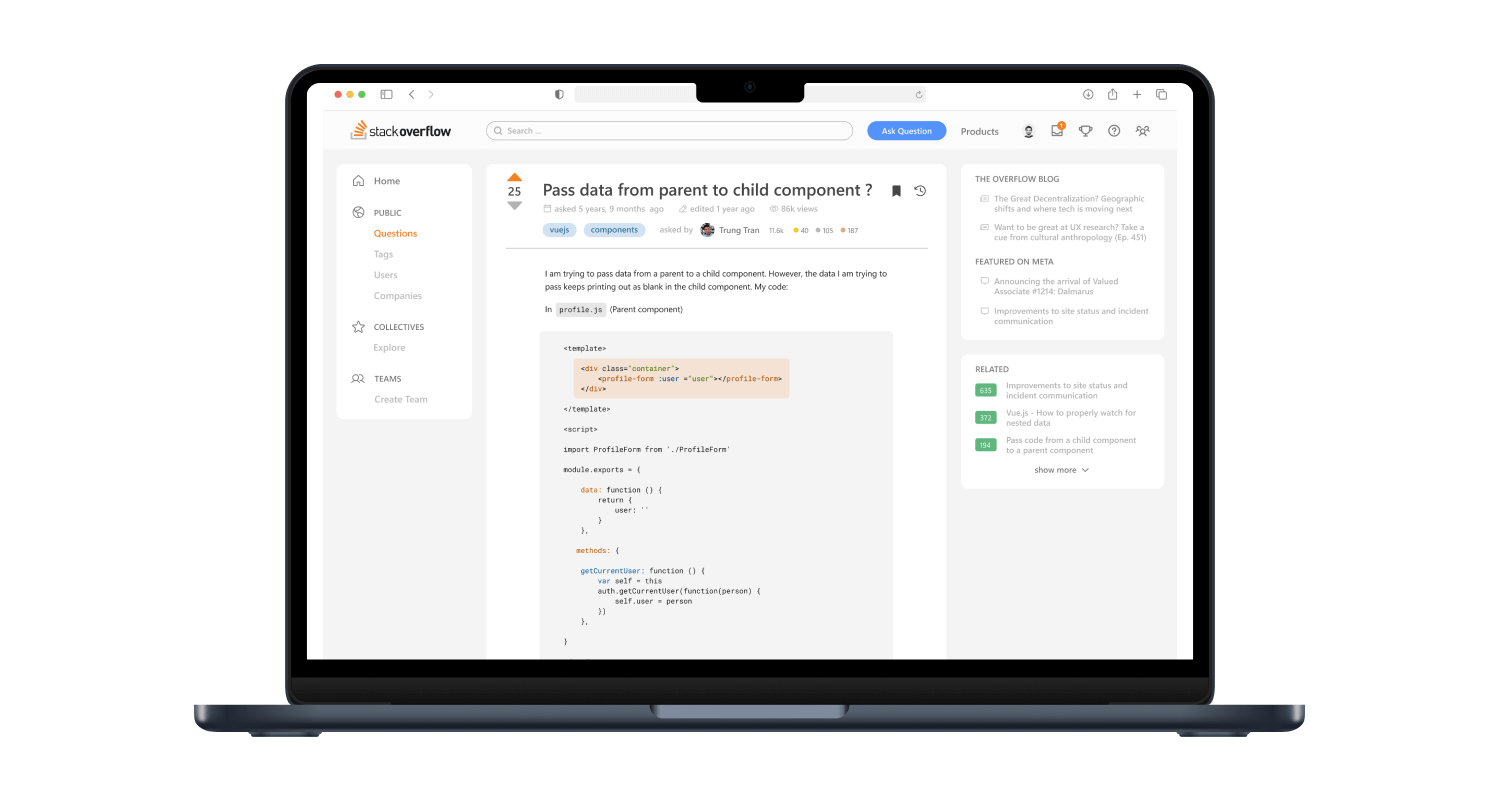 stackoverflow
Search ...
Ask Question
Products
1
Home
PUBLIC
Questions
Tags
Users
Companies
COLLECTIVES
Explore
TEAMS
Create Team
25
Pass data from parent to child component ?
asked 5 years, 9 months ago edited 1 year ago 86k views
vuejs components asked by Trung Tran 11.6k 40 105 187
I am trying to pass data from a parent to a child component. However, the data I am trying to
pass keeps printing out as blank in the child component. My code:
In profile.js (Parent component)
<template>
<div class="container">
<profile-form :user ="user"></profile-form>
</div>
</template>
<script>
import ProfileForm from './ProfileForm'
module.exports = {
data: function () {
return {
user: ''
}
},
methods: {
getCurrentUser: function () {
var self = this
auth.getCurrentUser(function(person) {
self.user = person
})
},
}
THE OVERFLOW BLOG
The Great Decentralization? Geographic
shifts and where tech is moving next
Want to be great at UX research? Take a
cue from cultural anthropology (Ep. 451)
FEATURED ON META
Announcing the arrival of Valued
Associate #1214: Dalmarus
Improvements to site status and incident
communication
RELATED
635 Improvements to site status and
incident communication
372 Vue.js - How to properly watch for
nested data
194 Pass code from a child component
to a parent component
show more